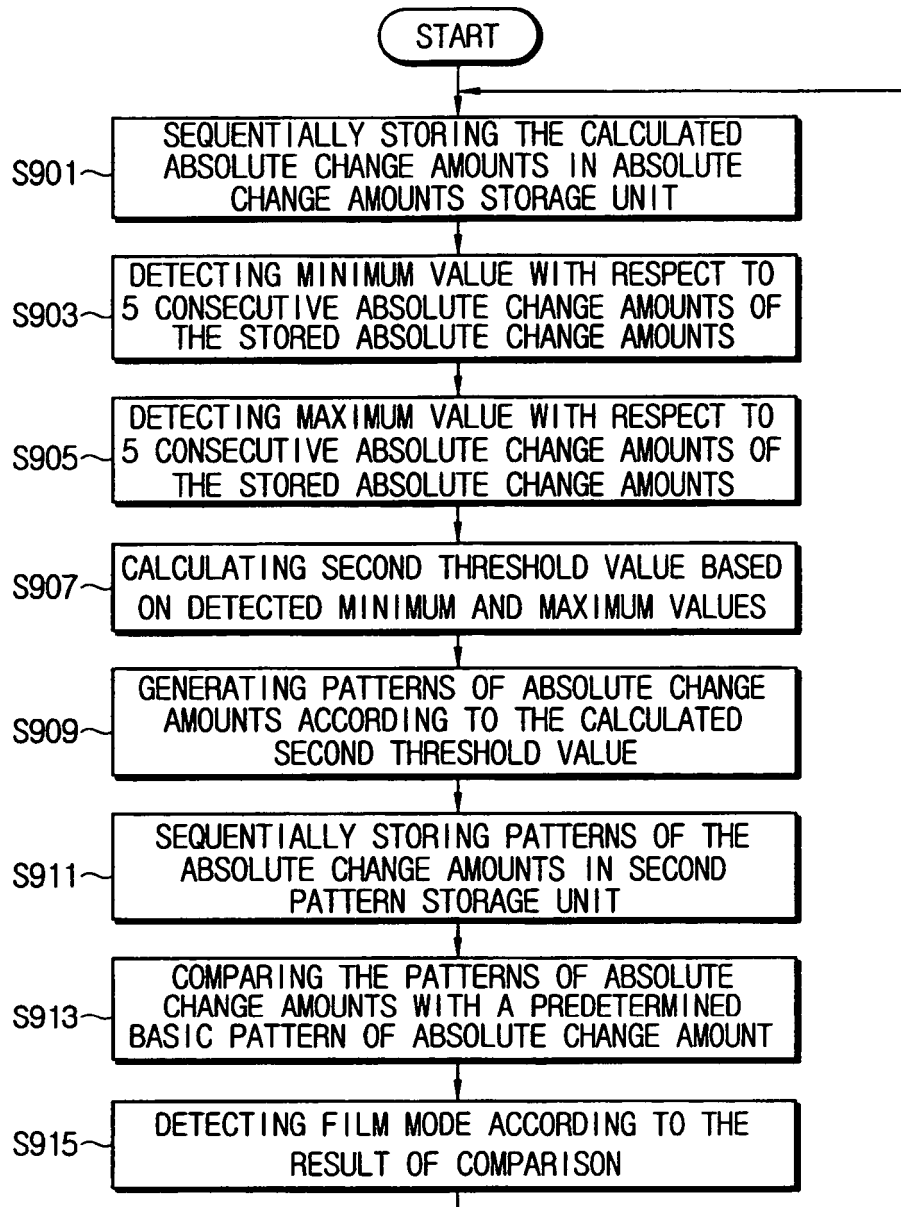 START
SEQUENTIALLY STORING THE CALCULATED
ABSOLUTE CHANGE AMOUNTS IN ABSOLUTE
CHANGE AMOUNTS STORAGE UNIT
S901
DETECTING MINIMUM VALUE WITH RESPECT TO
5 CONSECUTIVE ABSOLUTE CHANGE AMOUNTS OF
THE STORED ABSOLUTE CHANGE AMOUNTS
S903
DETECTING MAXIMUM VALUE WITH RESPECT TO
5 CONSECUTIVE ABSOLUTE CHANGE AMOUNTS OF
THE STORED ABSOLUTE CHANGE AMOUNTS
S905
CALCULATING SECOND THRESHOLD VALUE BASED
ON DETECTED MINIMUM AND MAXIMUM VALUES
S907
GENERATING PATTERNS OF ABSOLUTE CHANGE
AMOUNTS ACCORDING TO THE CALCULATED
SECOND THRESHOLD VALUE
S909
SEQUENTIALLY STORING PATTERNS OF THE
ABSOLUTE CHANGE AMOUNTS IN SECOND
PATTERN STORAGE UNIT
S911
COMPARING THE PATTERNS OF ABSOLUTE
CHANGE AMOUNTS WITH A PREDETERMINED
BASIC PATTERN OF ABSOLUTE CHANGE AMOUNT
S913
DETECTING FILM MODE ACCORDING TO THE
RESULT OF COMPARISON
S915